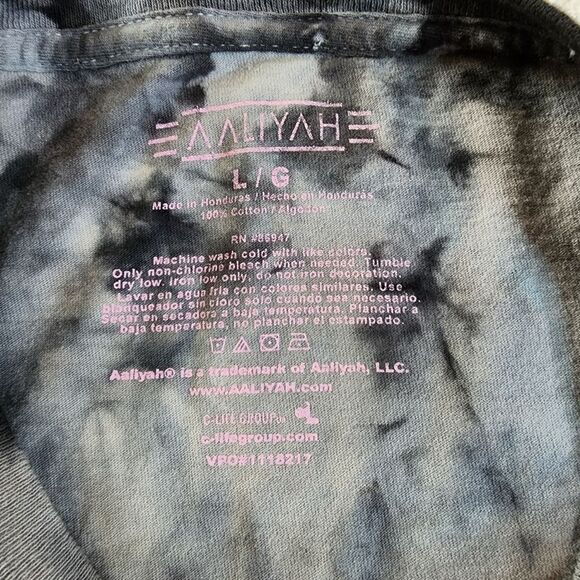 AALIYAH
L / G
Made in Honduras / Hecho en Honduras
100% Cotton / Algodon
RN #86947
Machine wash cold with like colors.
Only non-chlorine bleach when needed. Tumble
dry low. Iron low only, do not iron decoration.
Lavar en agua fria con colores similares. Use
blanqueador sin cloro solo cuando sea necesario.
Secar en secadora a baja temperatura. Planchar a
baja temperatura, no planchar el estampado.
Aaliyah® is a trademark of Aaliyah, LLC.
www.AALIYAH.com
C-LIFE GROUP
c-lifegroup.com
VPO#1118217